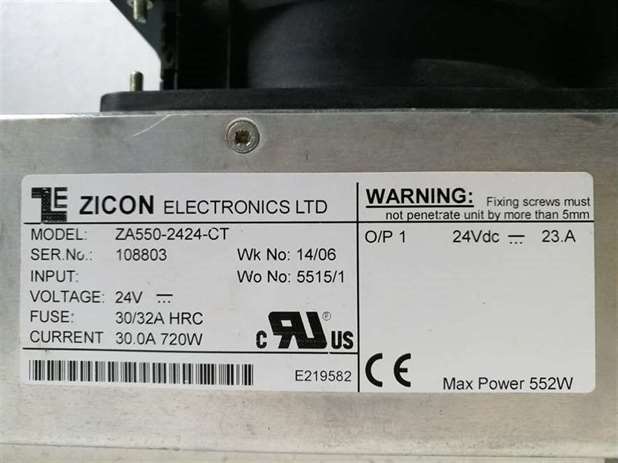 ZE ZICON ELECTRONICS LTD
MODEL: ZA550-2424-CT
SER.No.: 108803 Wk No: 14/06
INPUT: Wo No: 5515/1
VOLTAGE: 24V ⎓
FUSE: 30/32A HRC
CURRENT 30.0A 720W
c RU ® US
E219582
WARNING: Fixing screws must
not penetrate unit by more than 5mm
O/P 1 24Vdc ⎓ 23.A
CE Max Power 552W